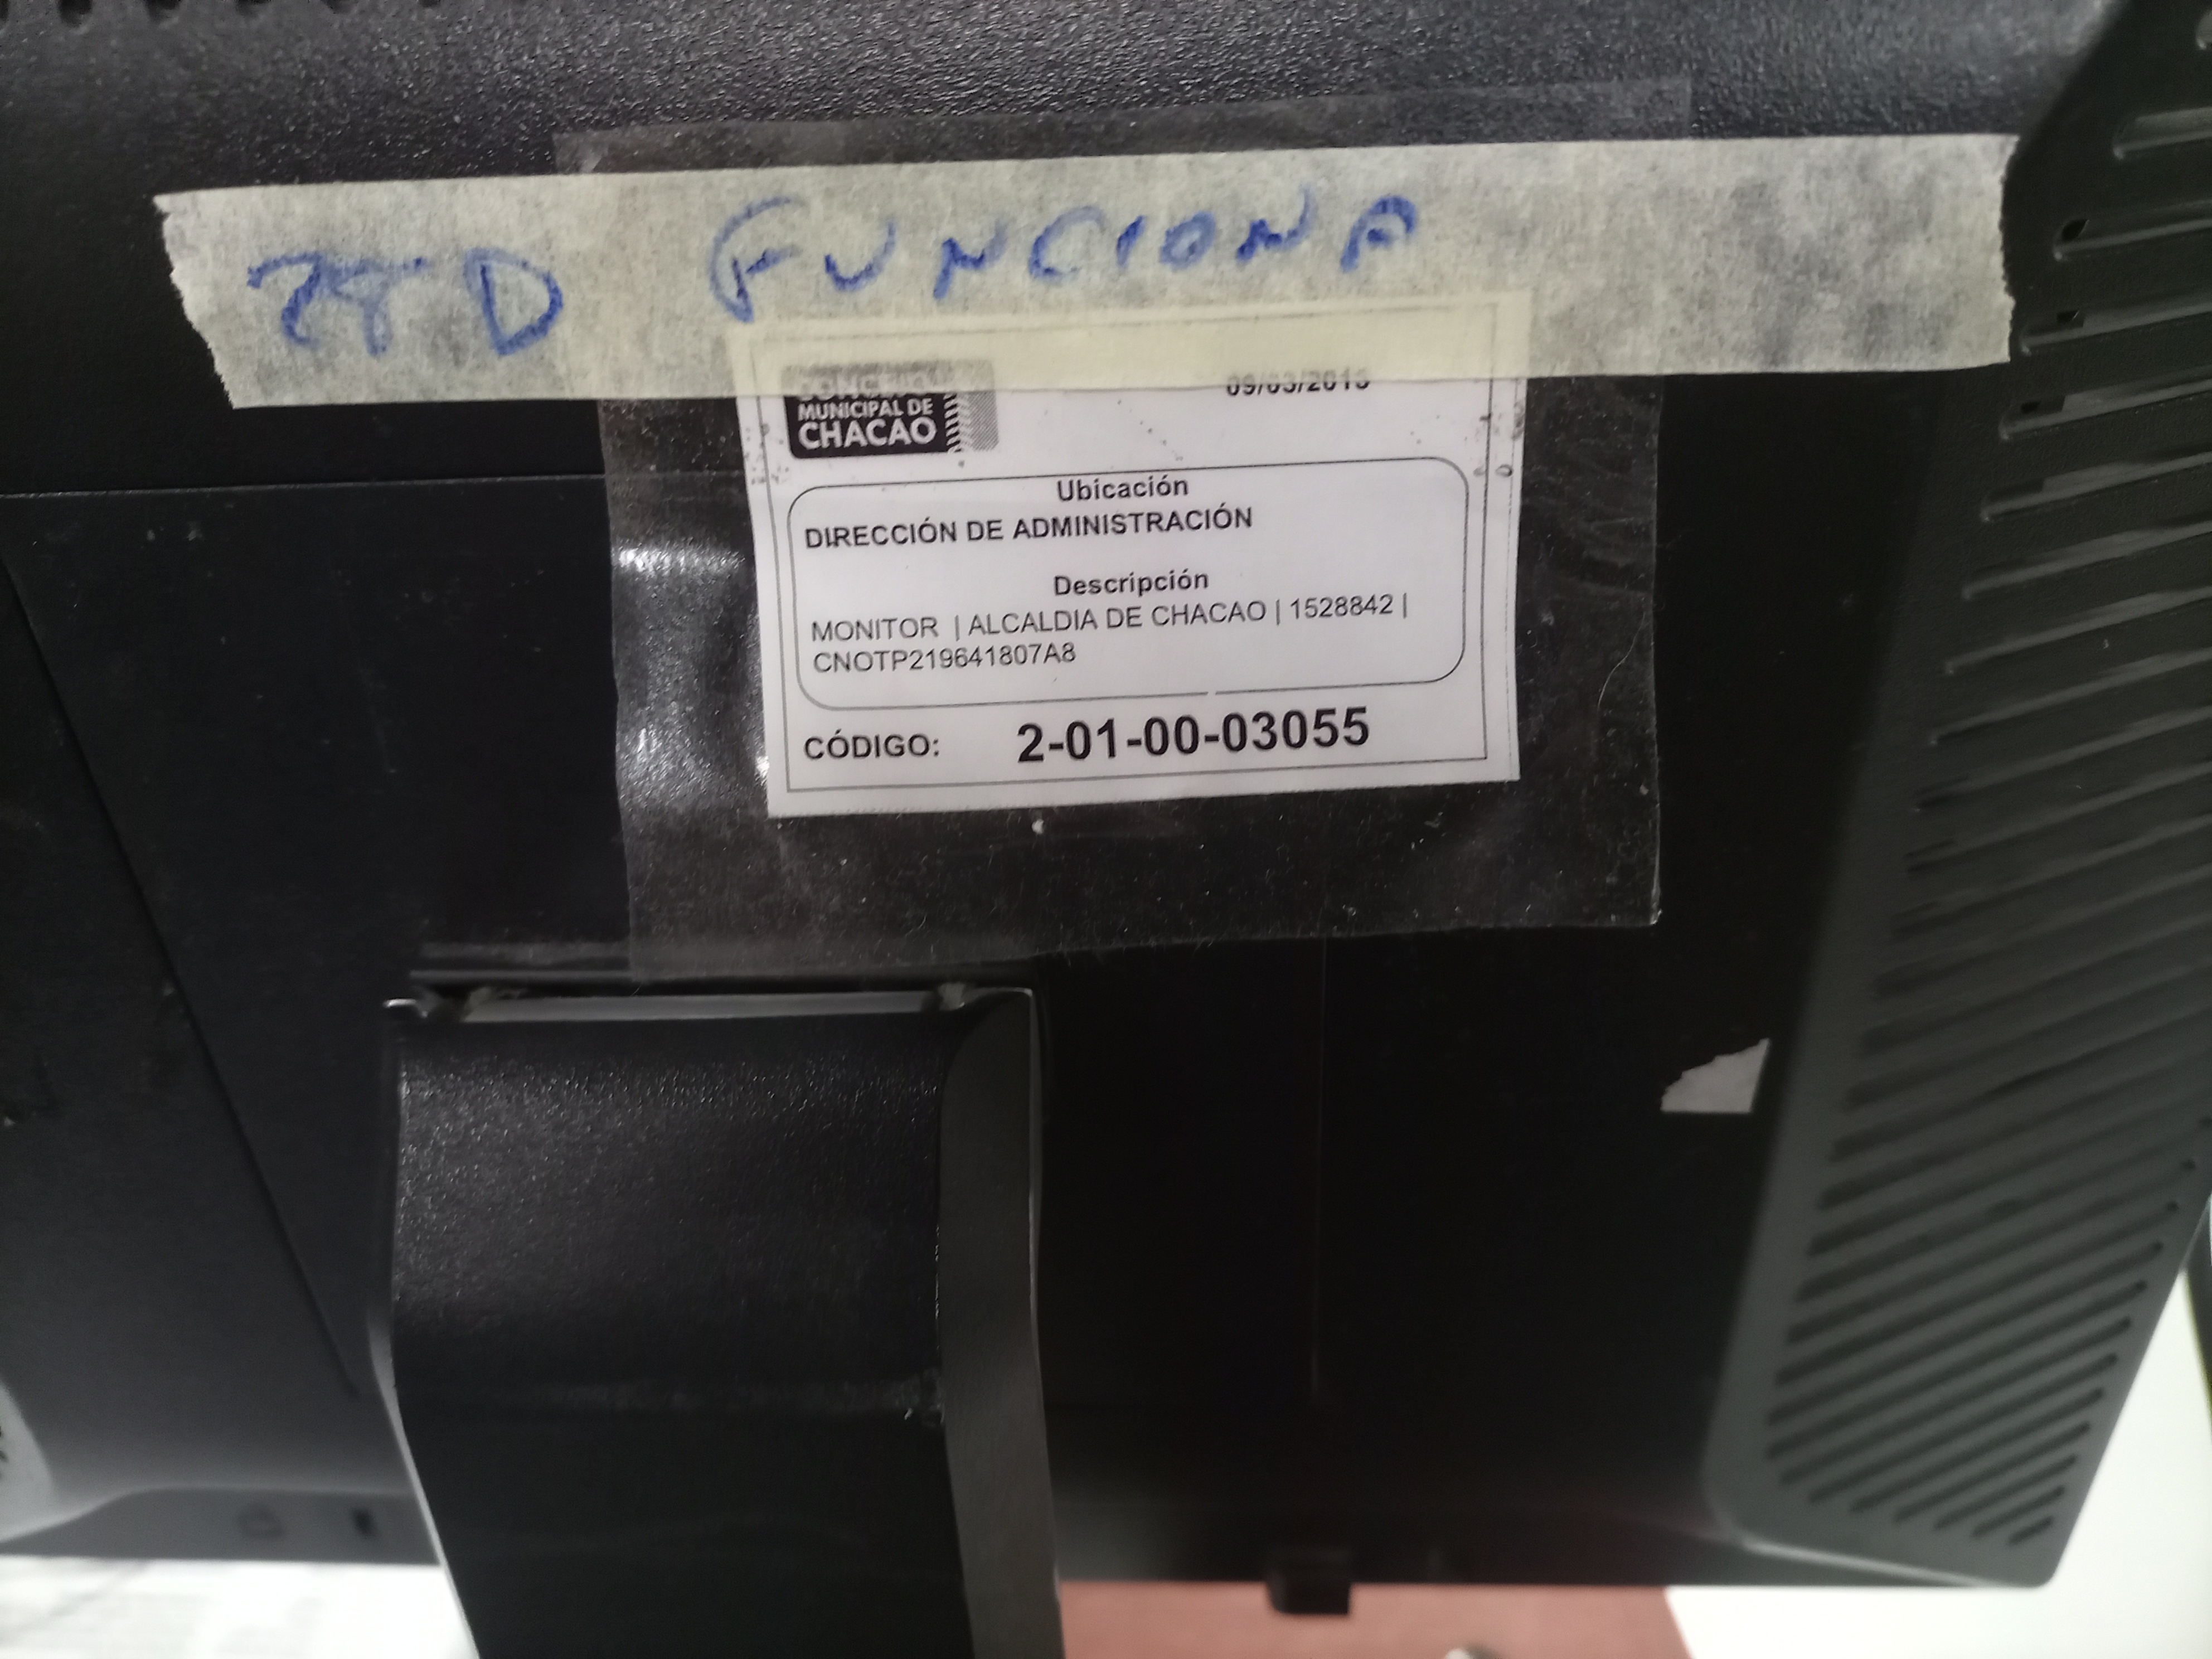 D FUNCIONA
CONCEJO
MUNICIPAL DE
CHACAO
Ubicación
DIRECCIÓN DE ADMINISTRACIÓN
Descripción
MONITOR | ALCALDIA DE CHACAO | 1528842 |
CNOTP219641807A8
CÓDIGO: 2-01-00-03055